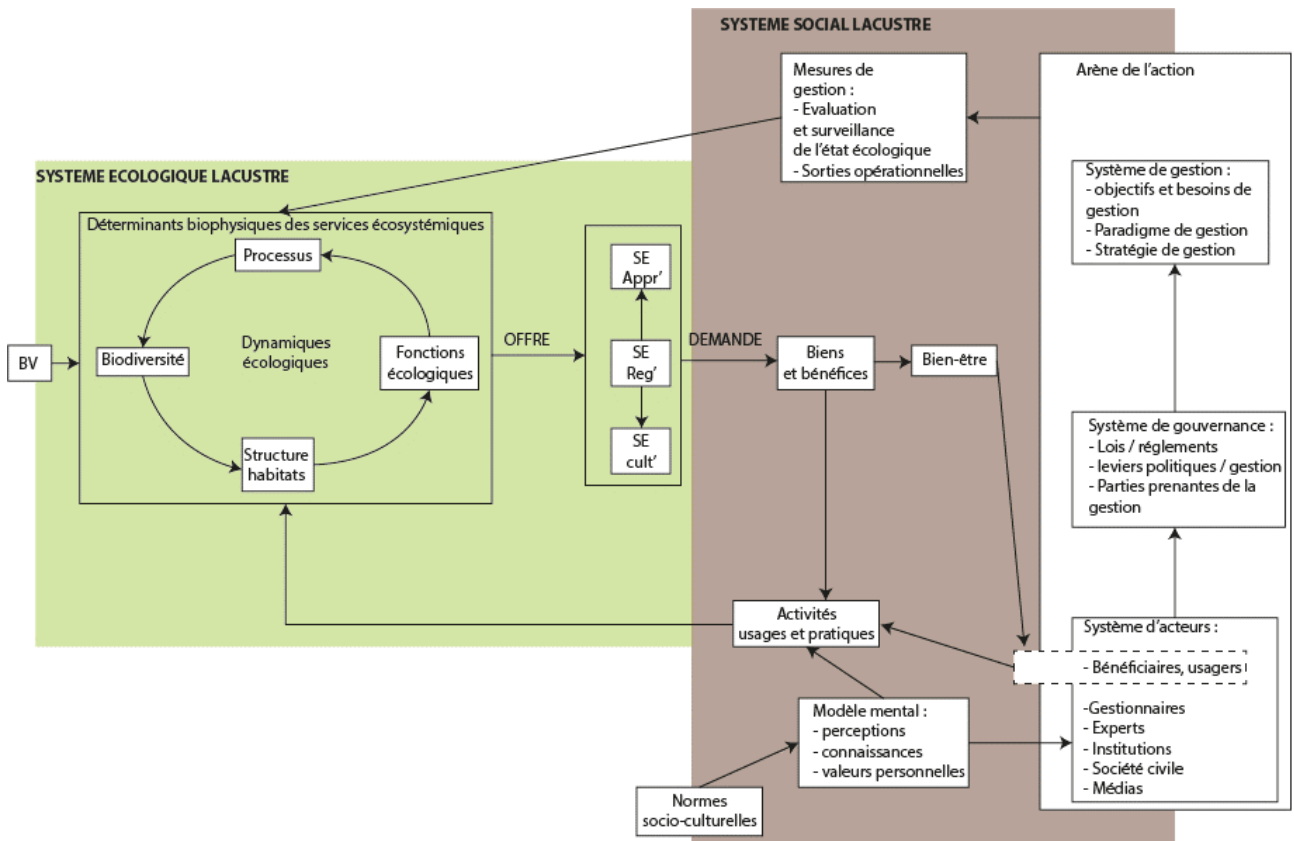 SYSTEME SOCIAL LACUSTRE
Mesures de
gestion :
- Evaluation
et surveillance
de l'état écologique
- Sorties opérationnelles
Arène de l'action
SYSTEME ECOLOGIQUE LACUSTRE
Système de gestion :
- objectifs et besoins de
gestion
- Paradigme de gestion
- Stratégie de gestion
Déterminants biophysiques des services écosystémiques
Processus
Biodiversité
Dynamiques
écologiques
Fonctions
écologiques
Structure
habitats
BV
OFFRE
SE
Appr'
SE
Reg'
SE
cult'
DEMANDE
Biens
et bénéfices
Bien-être
Système de gouvernance :
- Lois / réglements
- leviers politiques / gestion
- Parties prenantes de la
gestion
Activités
usages et pratiques
Système d'acteurs :
- Bénéficiaires, usagers
-Gestionnaires
- Experts
- Institutions
- Société civile
- Médias
Modèle mental :
- perceptions
- connaissances
- valeurs personnelles
Normes
socio-culturelles